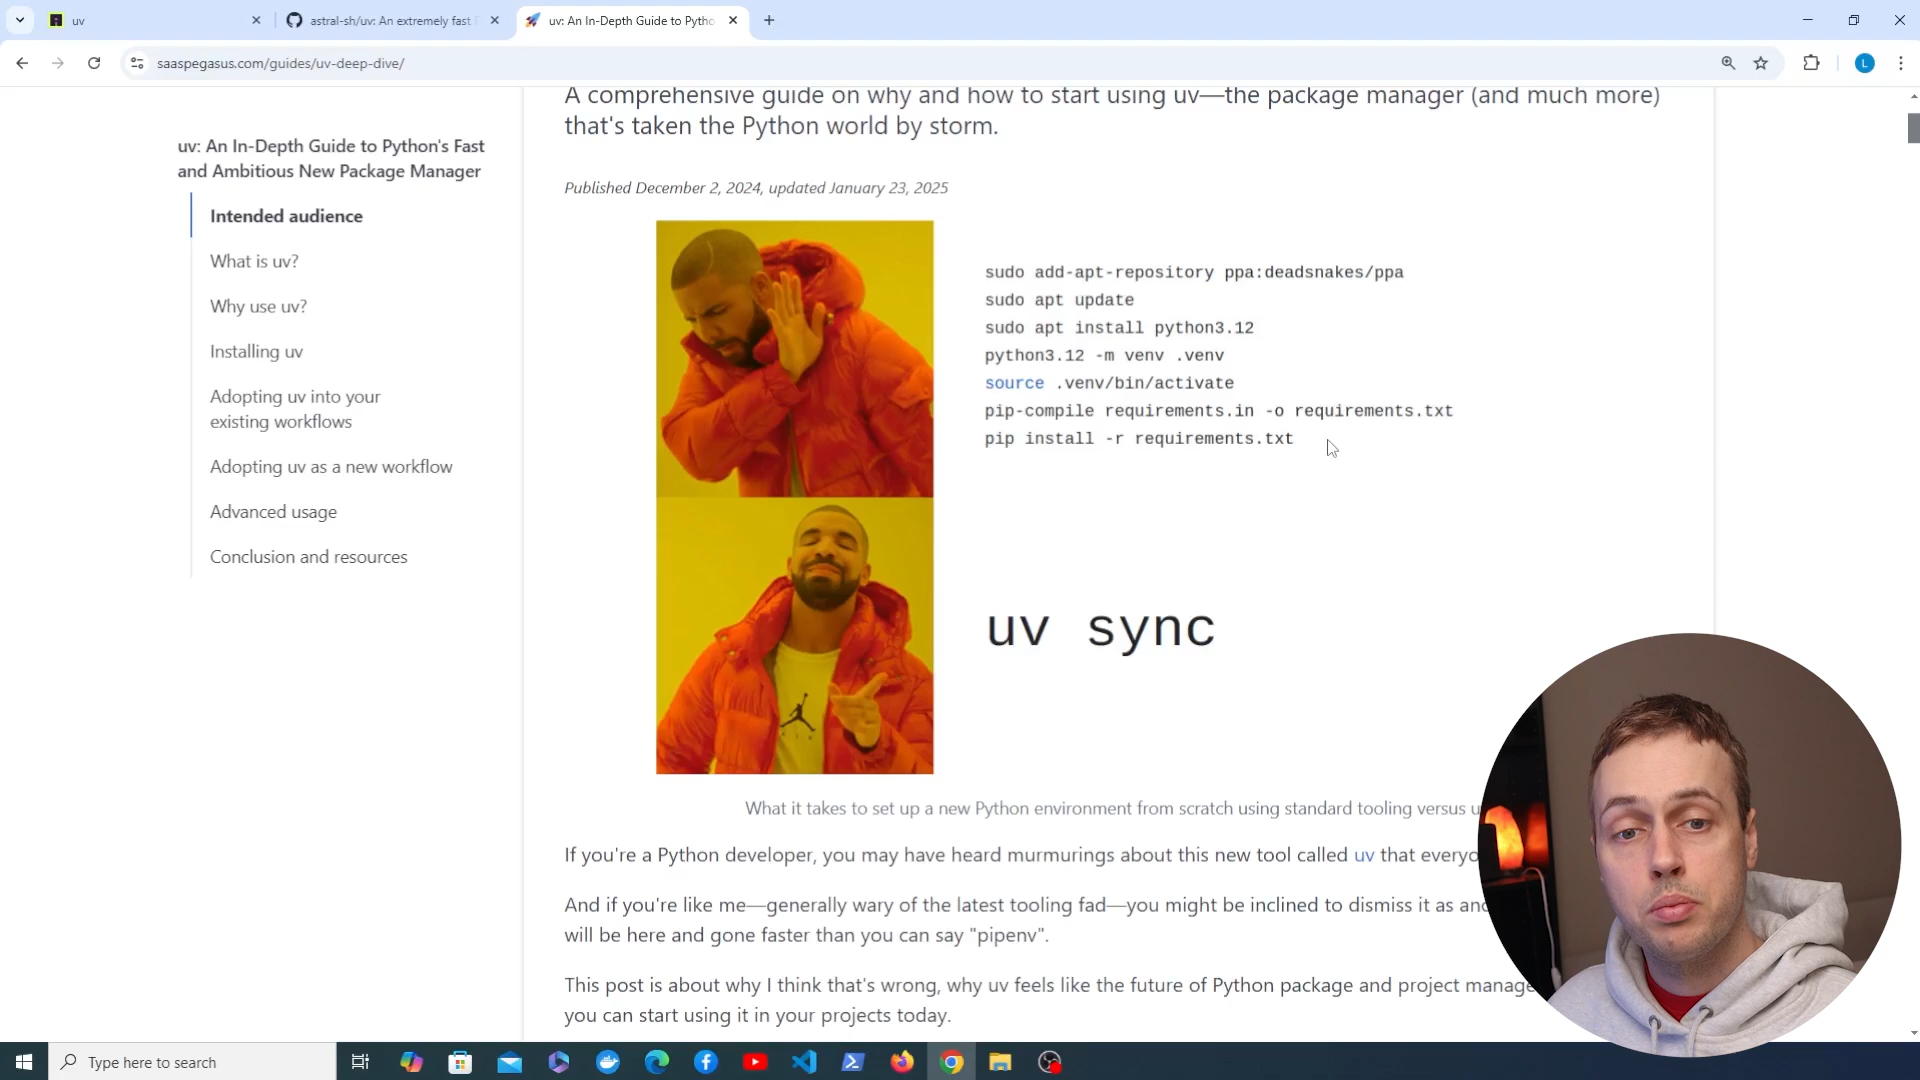 uv
astral-sh/uv: An extremely fast
uv: An In-Depth Guide to Pytho
saaspegasus.com/guides/uv-deep-dive/
L
A comprehensive guide on why and how to start using uv—the package manager (and much more)
that's taken the Python world by storm.
uv: An In-Depth Guide to Python's Fast
and Ambitious New Package Manager
Intended audience
What is uv?
Why use uv?
Installing uv
Adopting uv into your
existing workflows
Adopting uv as a new workflow
Advanced usage
Conclusion and resources
Published December 2, 2024, updated January 23, 2025
sudo add-apt-repository ppa:deadsnakes/ppa
sudo apt update
sudo apt install python3.12
python3.12 -m venv .venv
source .venv/bin/activate
pip-compile requirements.in -o requirements.txt
pip install -r requirements.txt
uv sync
What it takes to set up a new Python environment from scratch using standard tooling versus
If you're a Python developer, you may have heard murmurings about this new tool called uv that
And if you're like me—generally wary of the latest tooling fad—you might be inclined to dismiss it as
will be here and gone faster than you can say "pipenv".
This post is about why I think that's wrong, why uv feels like the future of Python package and project
you can start using it in your projects today.
Type here to search